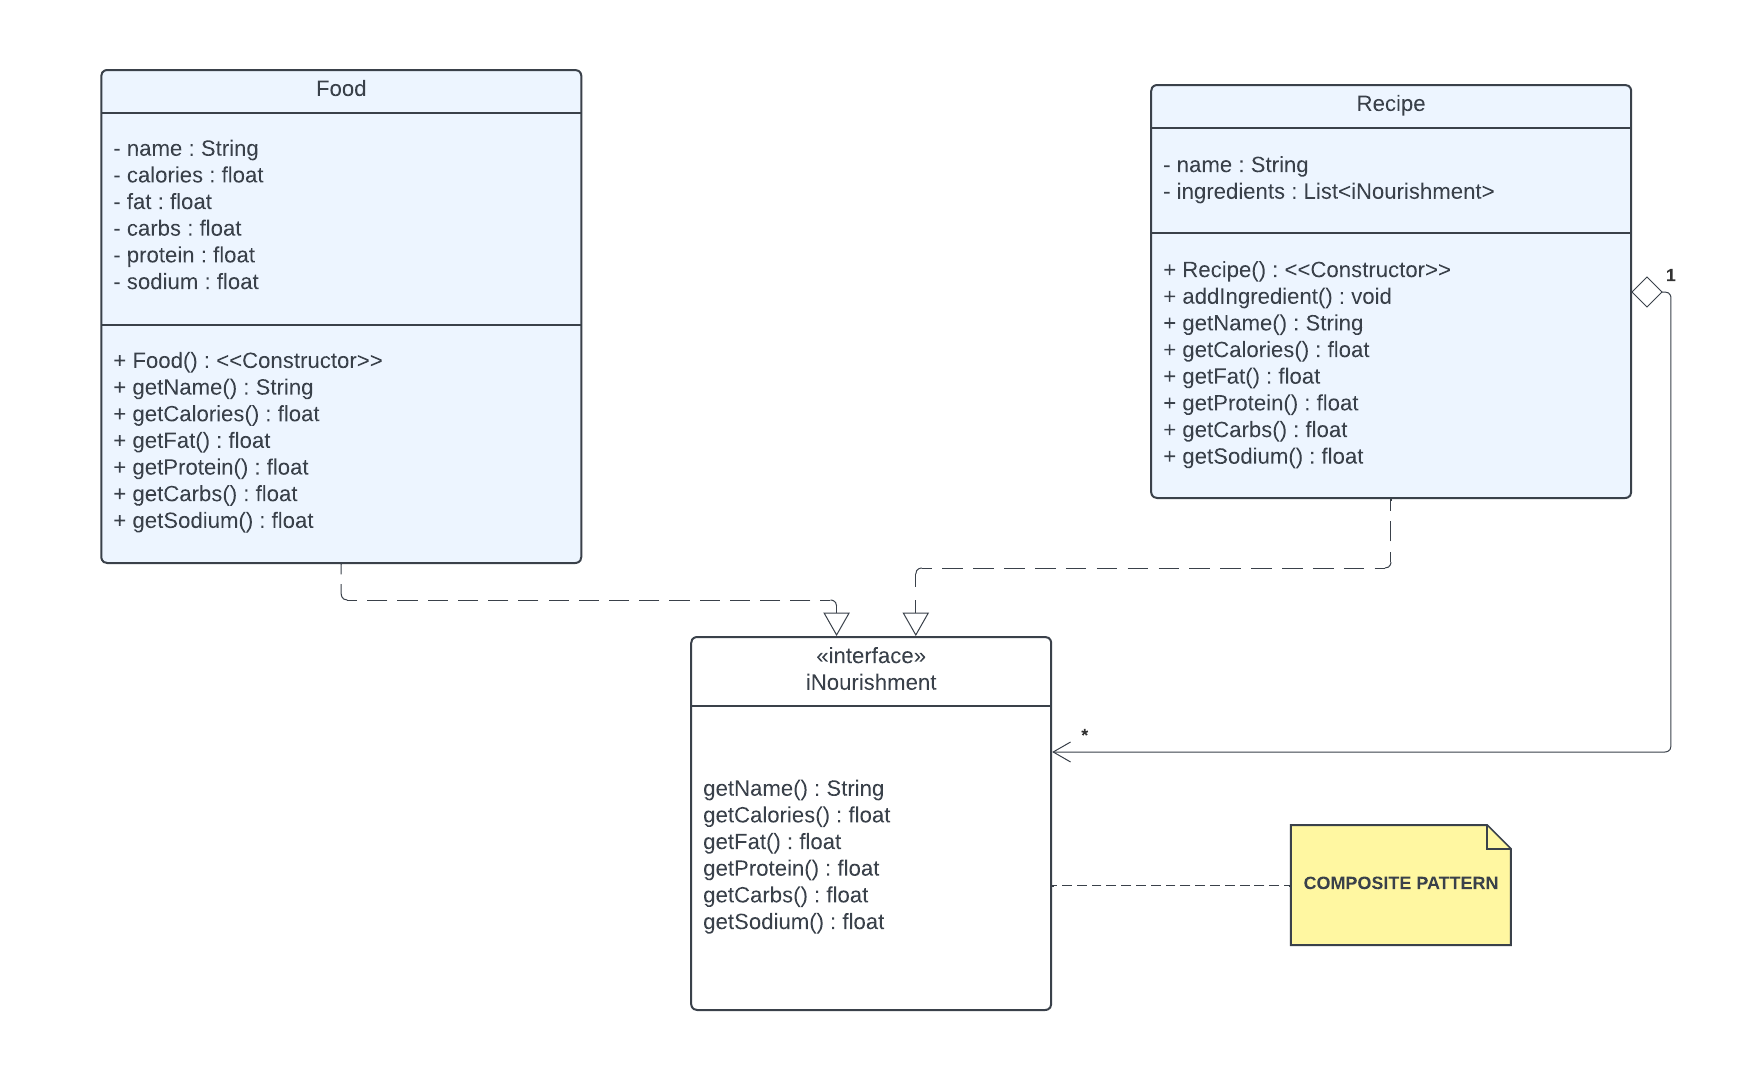 Food
- name : String
- calories : float
- fat : float
- carbs : float
- protein : float
- sodium : float
+ Food() : <<Constructor>>
+ getName() : String
+ getCalories() : float
+ getFat() : float
+ getProtein() : float
+ getCarbs() : float
+ getSodium() : float
Recipe
- name : String
- ingredients : List<iNourishment>
+ Recipe() : <<Constructor>>
+ addIngredient() : void
+ getName() : String
+ getCalories() : float
+ getFat() : float
+ getProtein() : float
+ getCarbs() : float
+ getSodium() : float
1
«interface»
iNourishment
*
getName() : String
getCalories() : float
getFat() : float
getProtein() : float
getCarbs() : float
getSodium() : float
COMPOSITE PATTERN